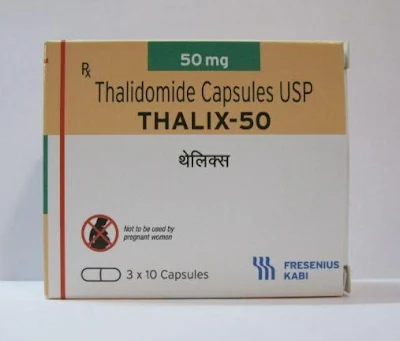 50 mg
Rx
Thalidomide Capsules USP
THALIX-50
थेलिक्स
Not to be used by
pregnant women
3 x 10 Capsules
FRESENIUS
KABI